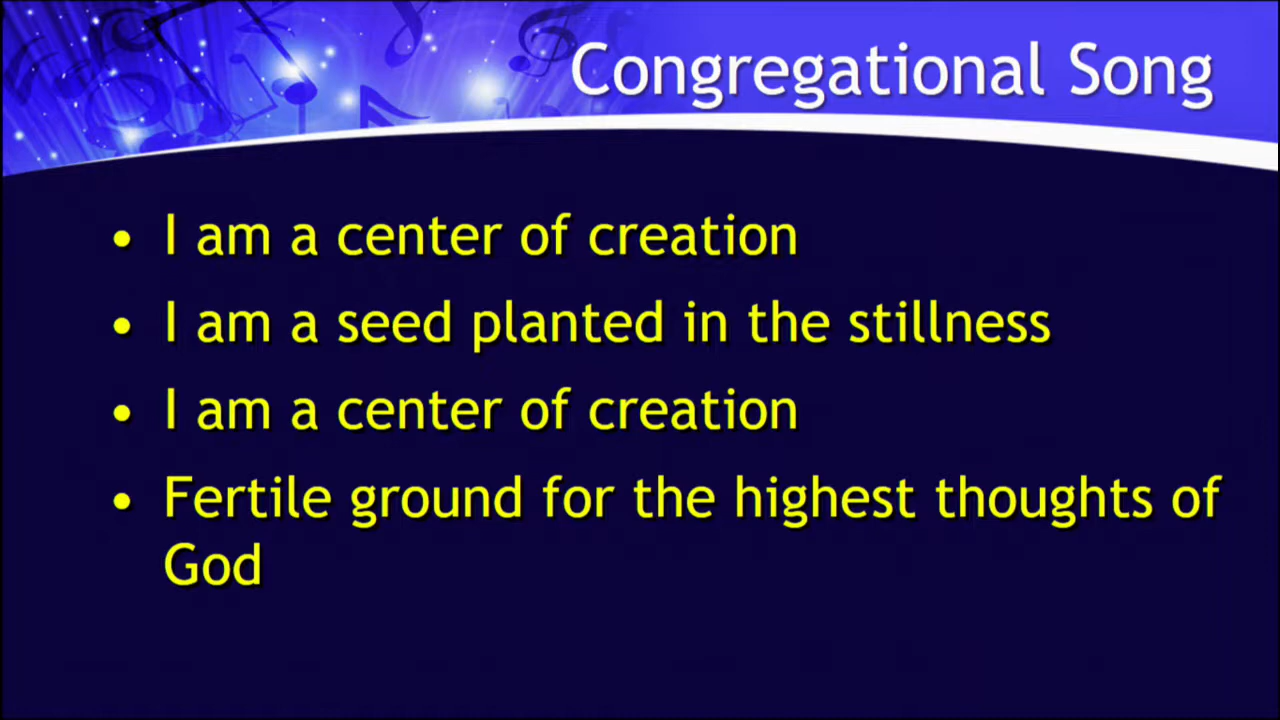 Congregational Song
• I am a center of creation
• I am a seed planted in the stillness
• I am a center of creation
• Fertile ground for the highest thoughts of
God